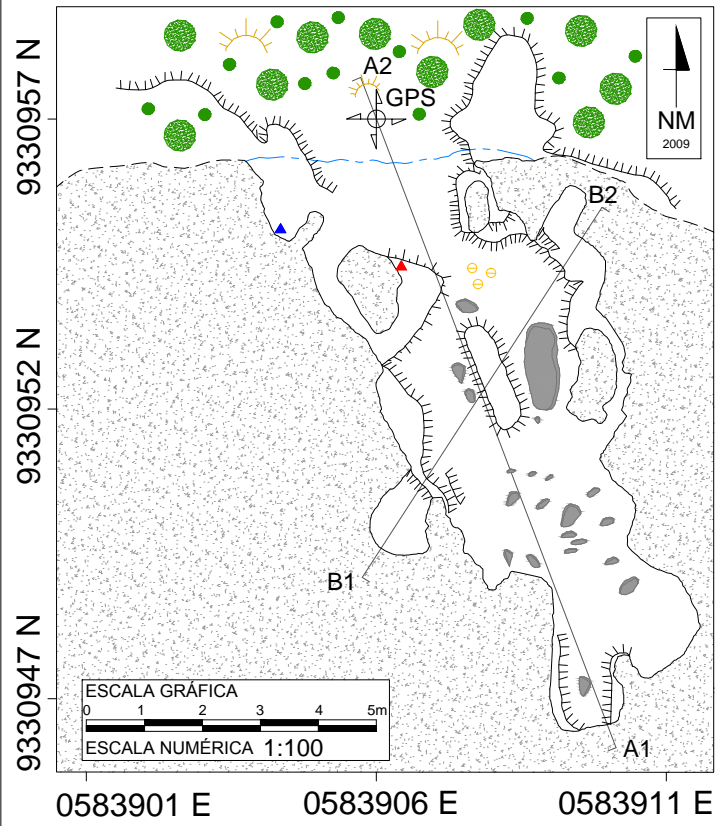 A2
GPS
NM
2009
9330957 N
B2
9330952 N
B1
9330947 N
ESCALA GRÁFICA
0 1 2 3 4 5m
ESCALA NUMÉRICA 1:100
A1
0583901 E 0583906 E 0583911 E